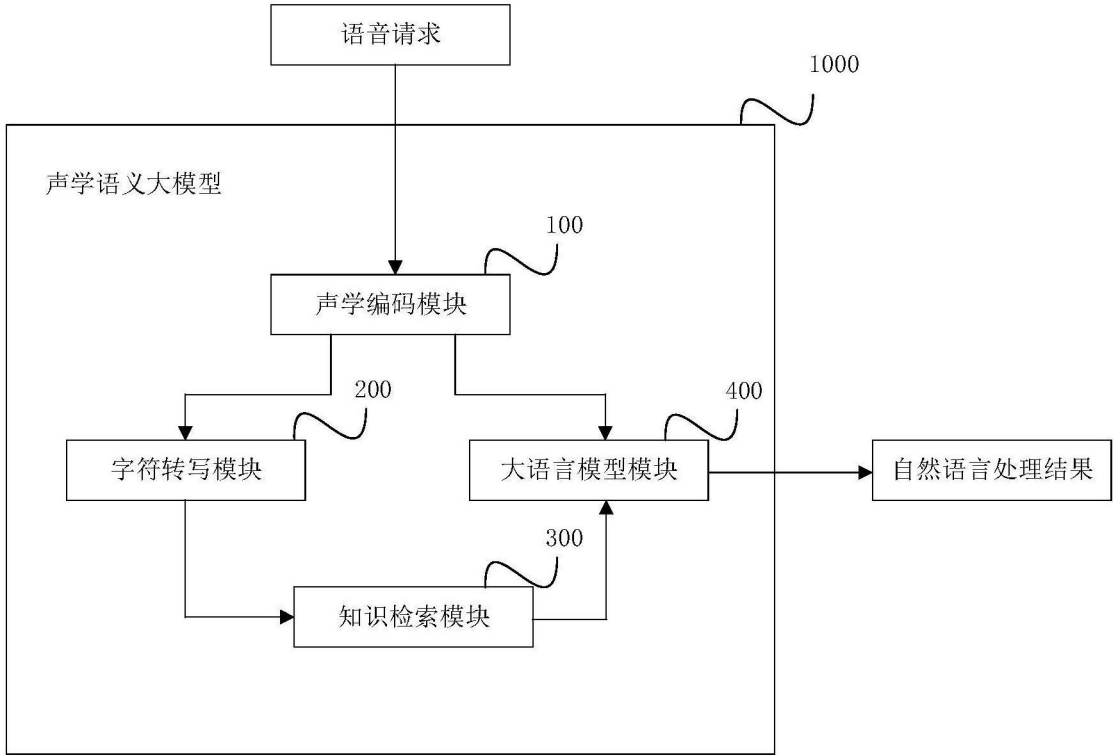 语音请求
1000
声学语义大模型
100
声学编码模块
200
400
字符转写模块
大语言模型模块
自然语言处理结果
300
知识检索模块